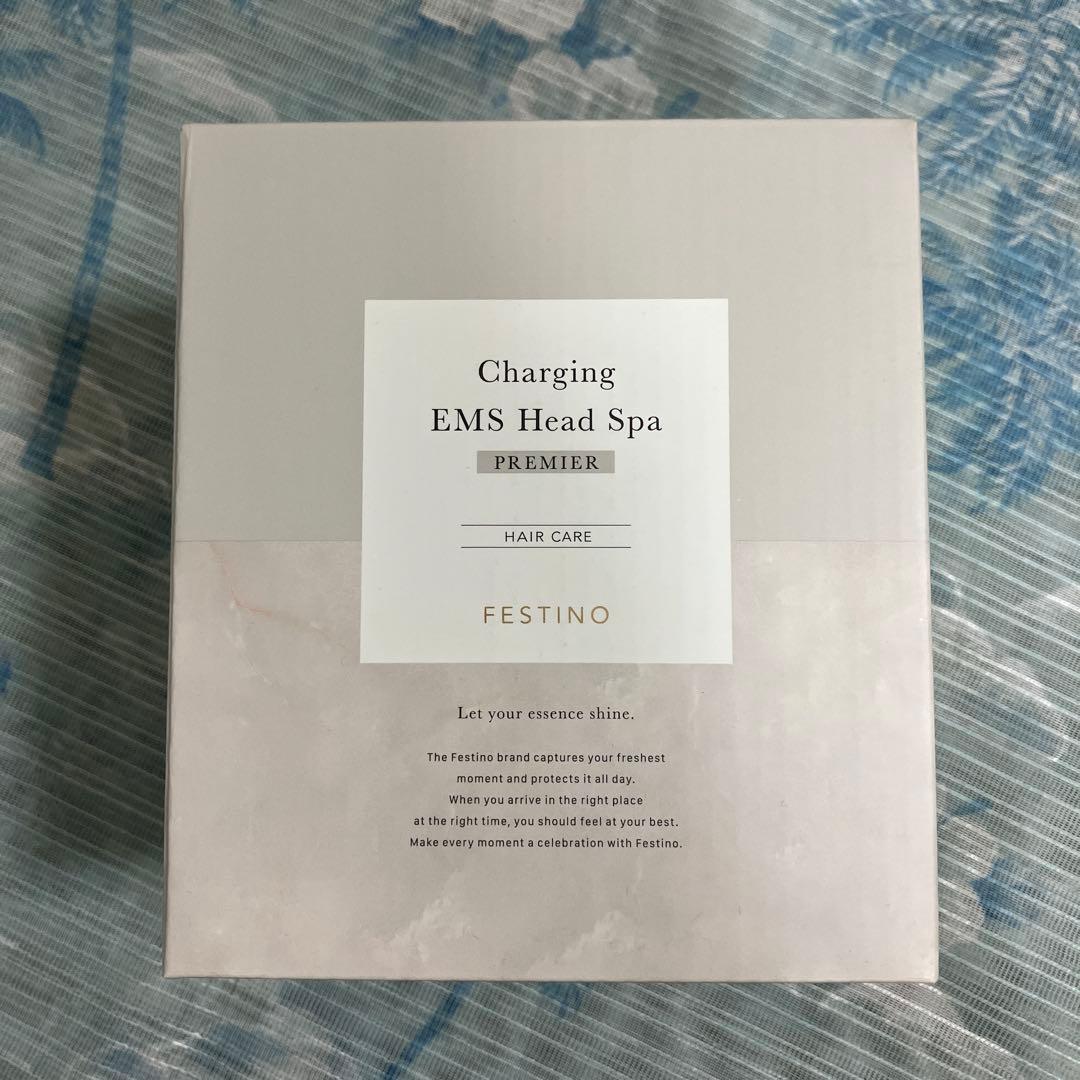 Charging
EMS Head Spa
PREMIER
HAIR CARE
FESTINO
Let your essence shine.
The Festino brand captures your freshest
moment and protects it all day.
When you arrive in the right place
at the right time, you should feel at your best.
Make every moment a celebration with Festino.